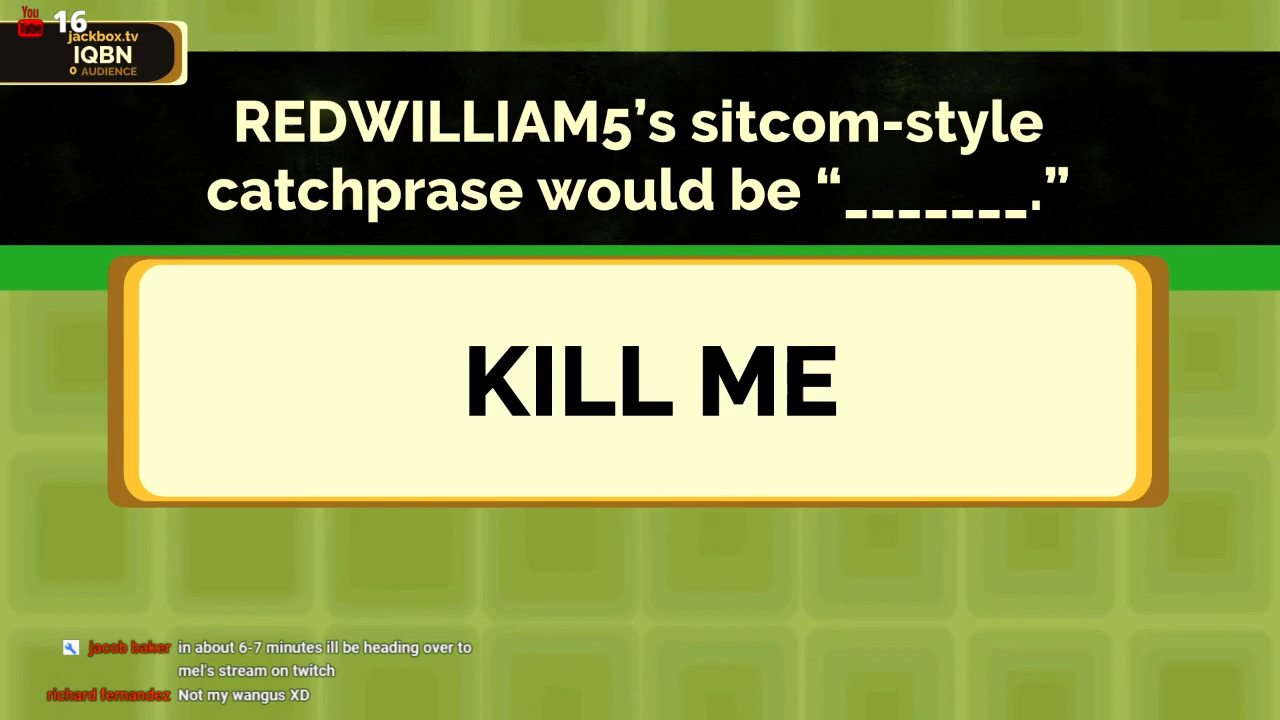 You
Tube 16
jackbox.tv
IQBN
0 AUDIENCE
REDWILLIAM5’s sitcom-style
catchprase would be “_______.”
KILL ME
jacob baker in about 6-7 minutes ill be heading over to
mel's stream on twitch
richard fernandez Not my wangus XD